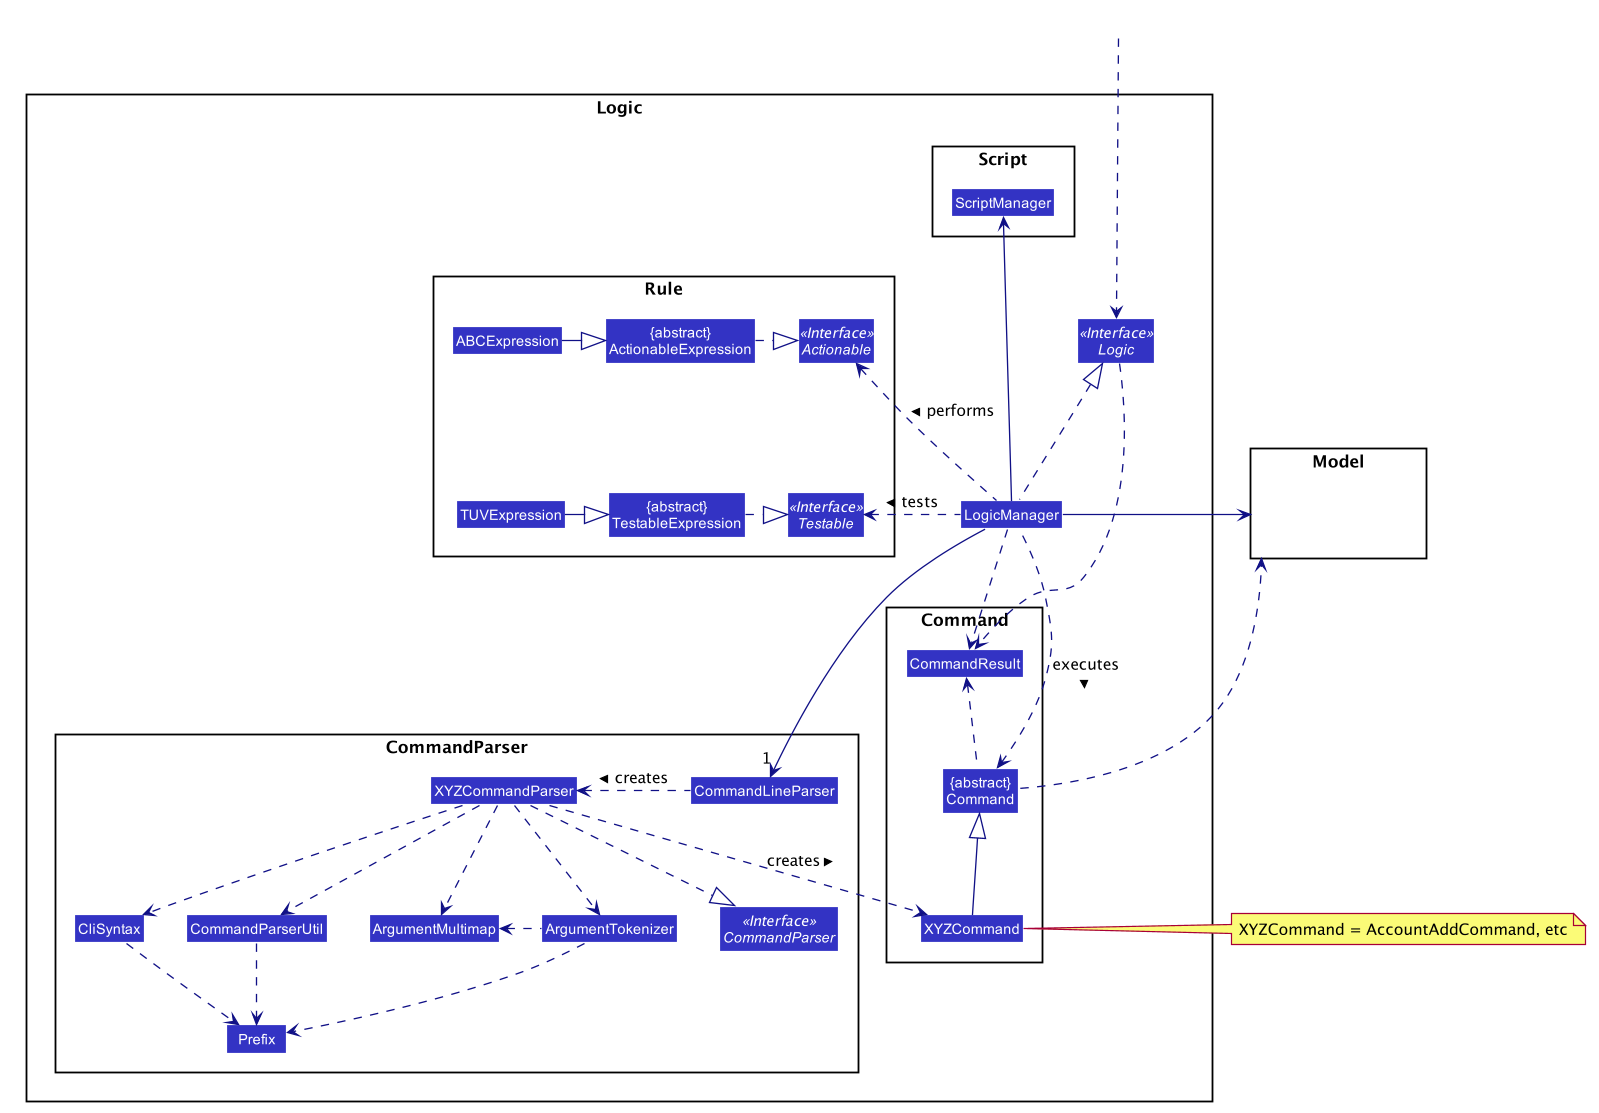 Logic
Script
ScriptManager
Rule
ABCExpression
{abstract}
ActionableExpression
«Interface»
Actionable
«Interface»
Logic
◄ performs
Model
TUVExpression
{abstract}
TestableExpression
«Interface»
Testable
◄ tests
LogicManager
Command
CommandResult
executes
▼
{abstract}
Command
CommandParser
1
XYZCommandParser
◄ creates
CommandLineParser
creates ►
CliSyntax
CommandParserUtil
ArgumentMultimap
ArgumentTokenizer
«Interface»
CommandParser
XYZCommand
XYZCommand = AccountAddCommand, etc
Prefix